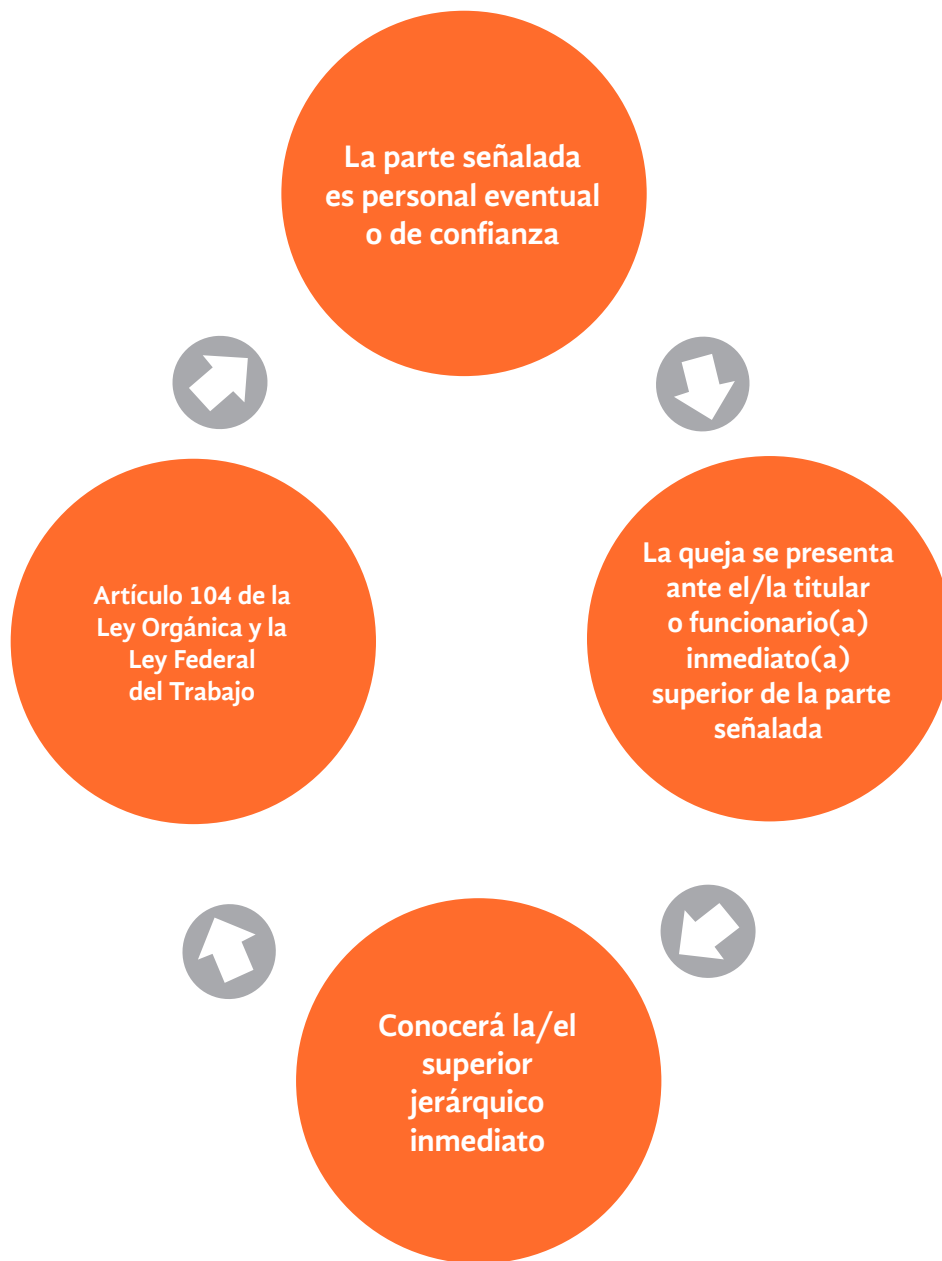 La parte señalada
es personal eventual
o de confianza
La queja se presenta
ante el/la titular
o funcionario(a)
inmediato(a)
superior de la parte
señalada
Conocerá la/el
superior
jerárquico
inmediato
Artículo 104 de la
Ley Orgánica y la
Ley Federal
del Trabajo